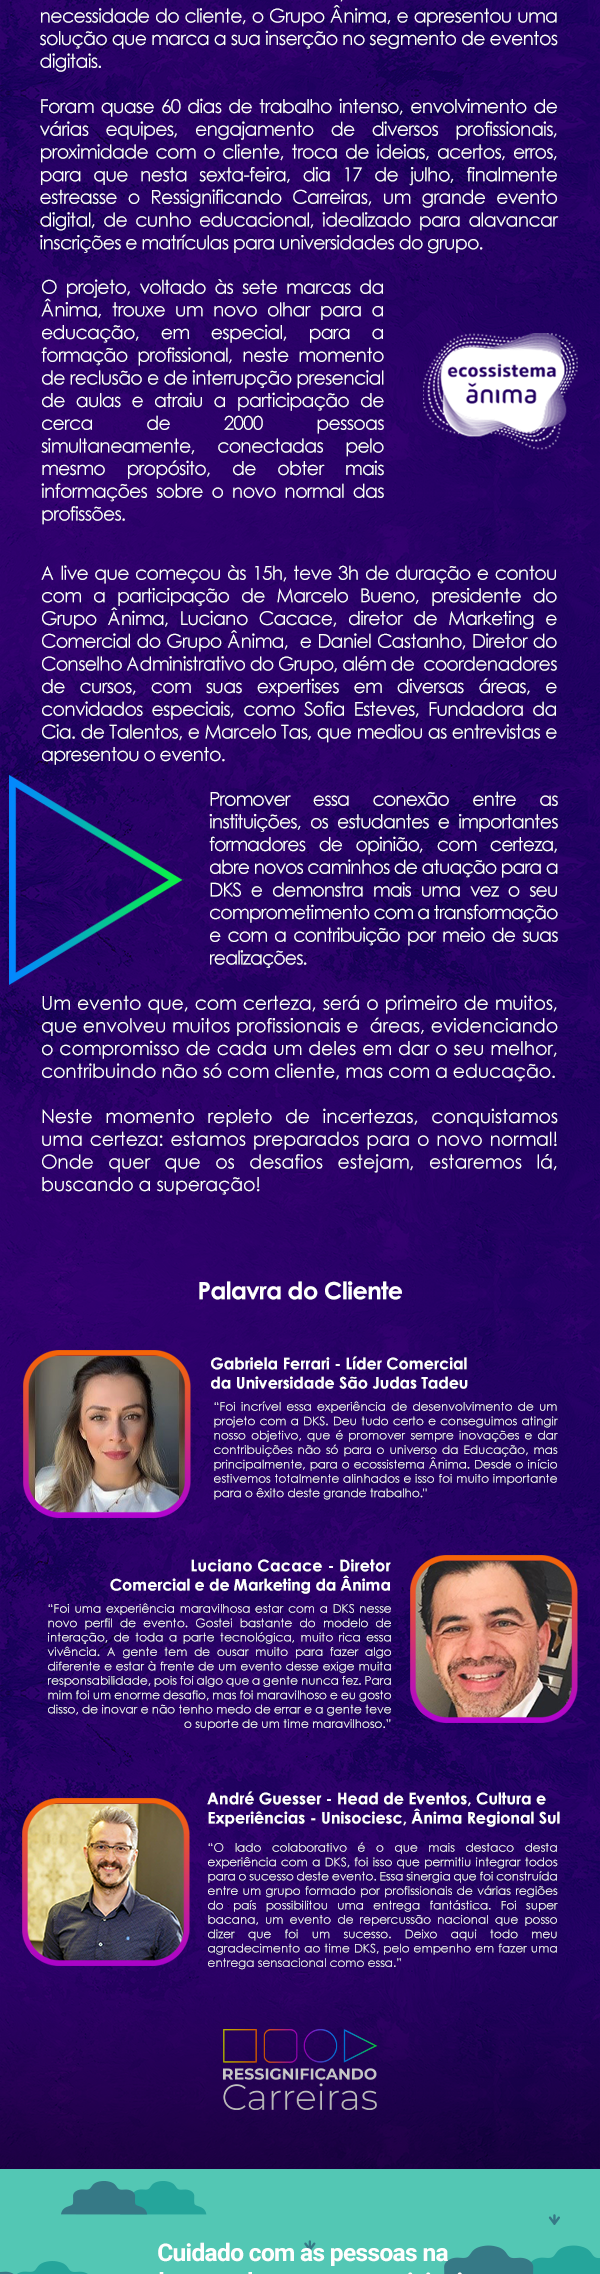 necessidade do cliente, o Grupo Ânima, e apresentou uma
solução que marca a sua inserção no segmento de eventos
digitais.
Foram quase 60 dias de trabalho intenso, envolvimento de
várias equipes, engajamento de diversos profissionais,
proximidade com o cliente, troca de ideias, acertos, erros,
para que nesta sexta-feira, dia 17 de julho, finalmente
estreasse o Ressignificando Carreiras, um grande evento
digital, de cunho educacional, idealizado para alavancar
inscrições e matrículas para universidades do grupo.
O projeto, voltado às sete marcas da
Ânima, trouxe um novo olhar para a
educação, em especial, para a
formação profissional, neste momento
de reclusão e de interrupção presencial
de aulas e atraiu a participação de
cerca de 2000 pessoas
simultaneamente, conectadas pelo
mesmo propósito, de obter mais
informações sobre o novo normal das
profissões.
ecossistema
ănima
A live que começou às 15h, teve 3h de duração e contou
com a participação de Marcelo Bueno, presidente do
Grupo Ânima, Luciano Cacace, diretor de Marketing e
Comercial do Grupo Ânima,  e Daniel Castanho, Diretor do
Conselho Administrativo do Grupo, além de  coordenadores
de cursos, com suas expertises em diversas áreas, e
convidados especiais, como Sofia Esteves, Fundadora da
Cia. de Talentos, e Marcelo Tas, que mediou as entrevistas e
apresentou o evento.
Promover essa conexão entre as
instituições, os estudantes e importantes
formadores de opinião, com certeza,
abre novos caminhos de atuação para a
DKS e demonstra mais uma vez o seu
comprometimento com a transformação
e com a contribuição por meio de suas
realizações.
Um evento que, com certeza, será o primeiro de muitos,
que envolveu muitos profissionais e  áreas, evidenciando
o compromisso de cada um deles em dar o seu melhor,
contribuindo não só com cliente, mas com a educação.
Neste momento repleto de incertezas, conquistamos
uma certeza: estamos preparados para o novo normal!
Onde quer que os desafios estejam, estaremos lá,
buscando a superação!
Palavra do Cliente
Gabriela Ferrari - Líder Comercial
da Universidade São Judas Tadeu
“Foi incrível essa experiência de desenvolvimento de um
projeto com a DKS. Deu tudo certo e conseguimos atingir
nosso objetivo, que é promover sempre inovações e dar
contribuições não só para o universo da Educação, mas
principalmente, para o ecossistema Ânima. Desde o início
estivemos totalmente alinhados e isso foi muito importante
para o êxito deste grande trabalho."
Luciano Cacace - Diretor
Comercial e de Marketing da Ânima
“Foi uma experiência maravilhosa estar com a DKS nesse
novo perfil de evento. Gostei bastante do modelo de
interação, de toda a parte tecnológica, muito rica essa
vivência. A gente tem de ousar muito para fazer algo
diferente e estar à frente de um evento desse exige muita
responsabilidade, pois foi algo que a gente nunca fez. Para
mim foi um enorme desafio, mas foi maravilhoso e eu gosto
disso, de inovar e não tenho medo de errar e a gente teve
o suporte de um time maravilhoso."
André Guesser - Head de Eventos, Cultura e
Experiências - Unisociesc, Ânima Regional Sul
“O lado colaborativo é o que mais destaco desta
experiência com a DKS, foi isso que permitiu integrar todos
para o sucesso deste evento. Essa sinergia que foi construída
entre um grupo formado por profissionais de várias regiões
do país possibilitou uma entrega fantástica. Foi super
bacana, um evento de repercussão nacional que posso
dizer que foi um sucesso. Deixo aqui todo meu
agradecimento ao time DKS, pelo empenho em fazer uma
entrega sensacional como essa."
RESSIGNIFICANDO
Carreiras
Cuidado com as pessoas na